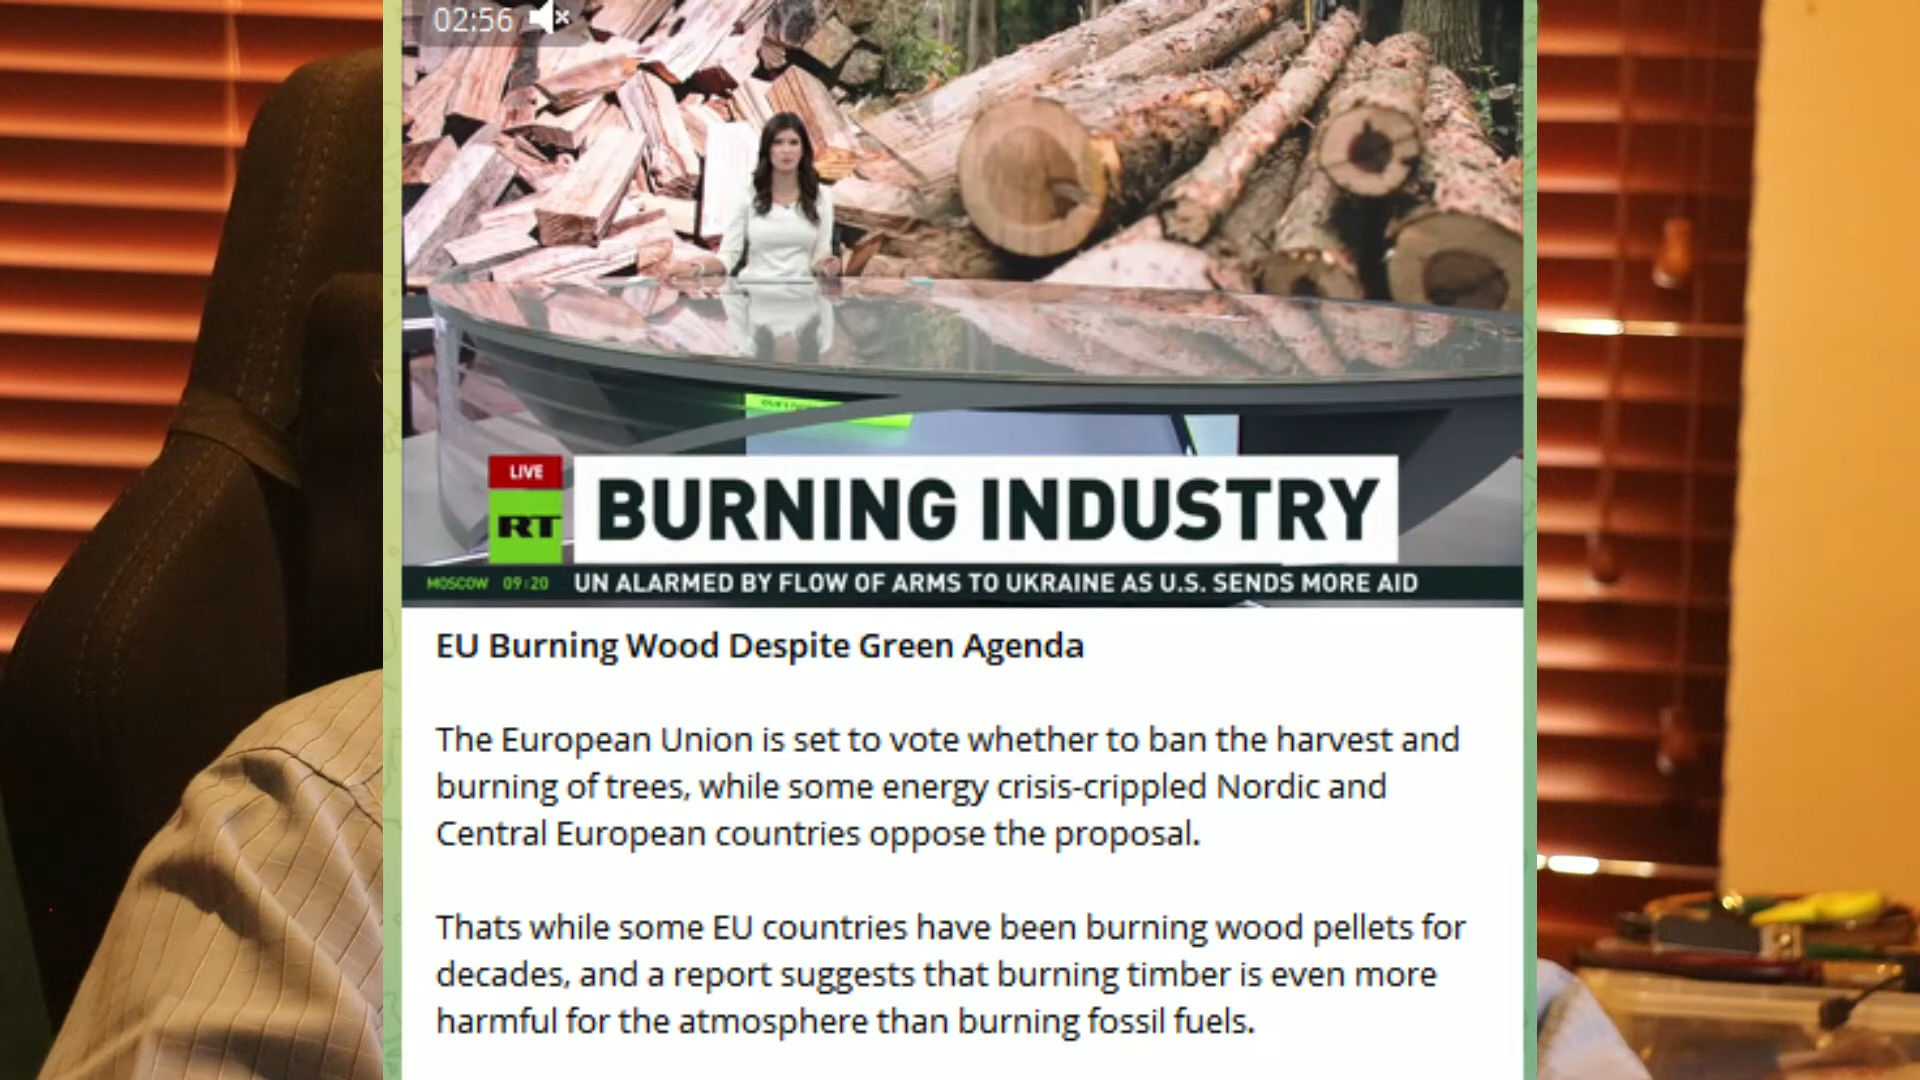 02:56
LIVE
RT
BURNING INDUSTRY
MOSCOW 09:20 UN ALARMED BY FLOW OF ARMS TO UKRAINE AS U.S. SENDS MORE AID
EU Burning Wood Despite Green Agenda
The European Union is set to vote whether to ban the harvest and
burning of trees, while some energy crisis-crippled Nordic and
Central European countries oppose the proposal.
Thats while some EU countries have been burning wood pellets for
decades, and a report suggests that burning timber is even more
harmful for the atmosphere than burning fossil fuels.